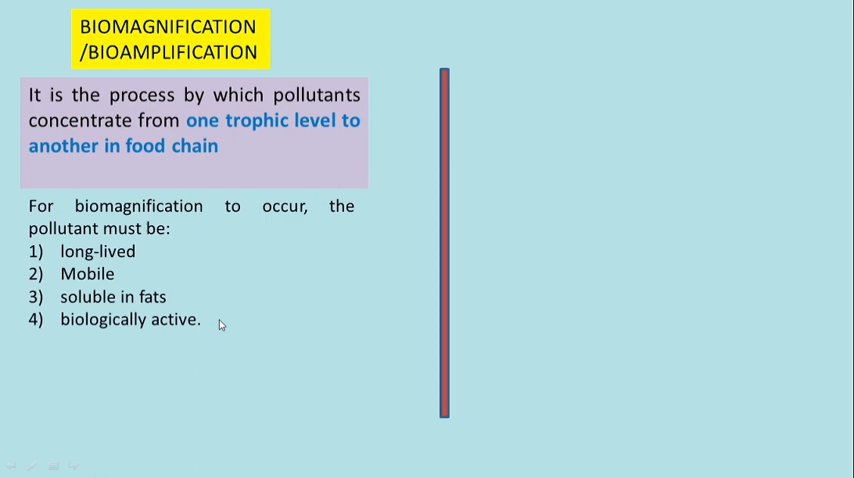 BIOMAGNIFICATION
/BIOAMPLIFICATION
It is the process by which pollutants
concentrate from one trophic level to
another in food chain
For biomagnification to occur, the
pollutant must be:
1) long-lived
2) Mobile
3) soluble in fats
4) biologically active.